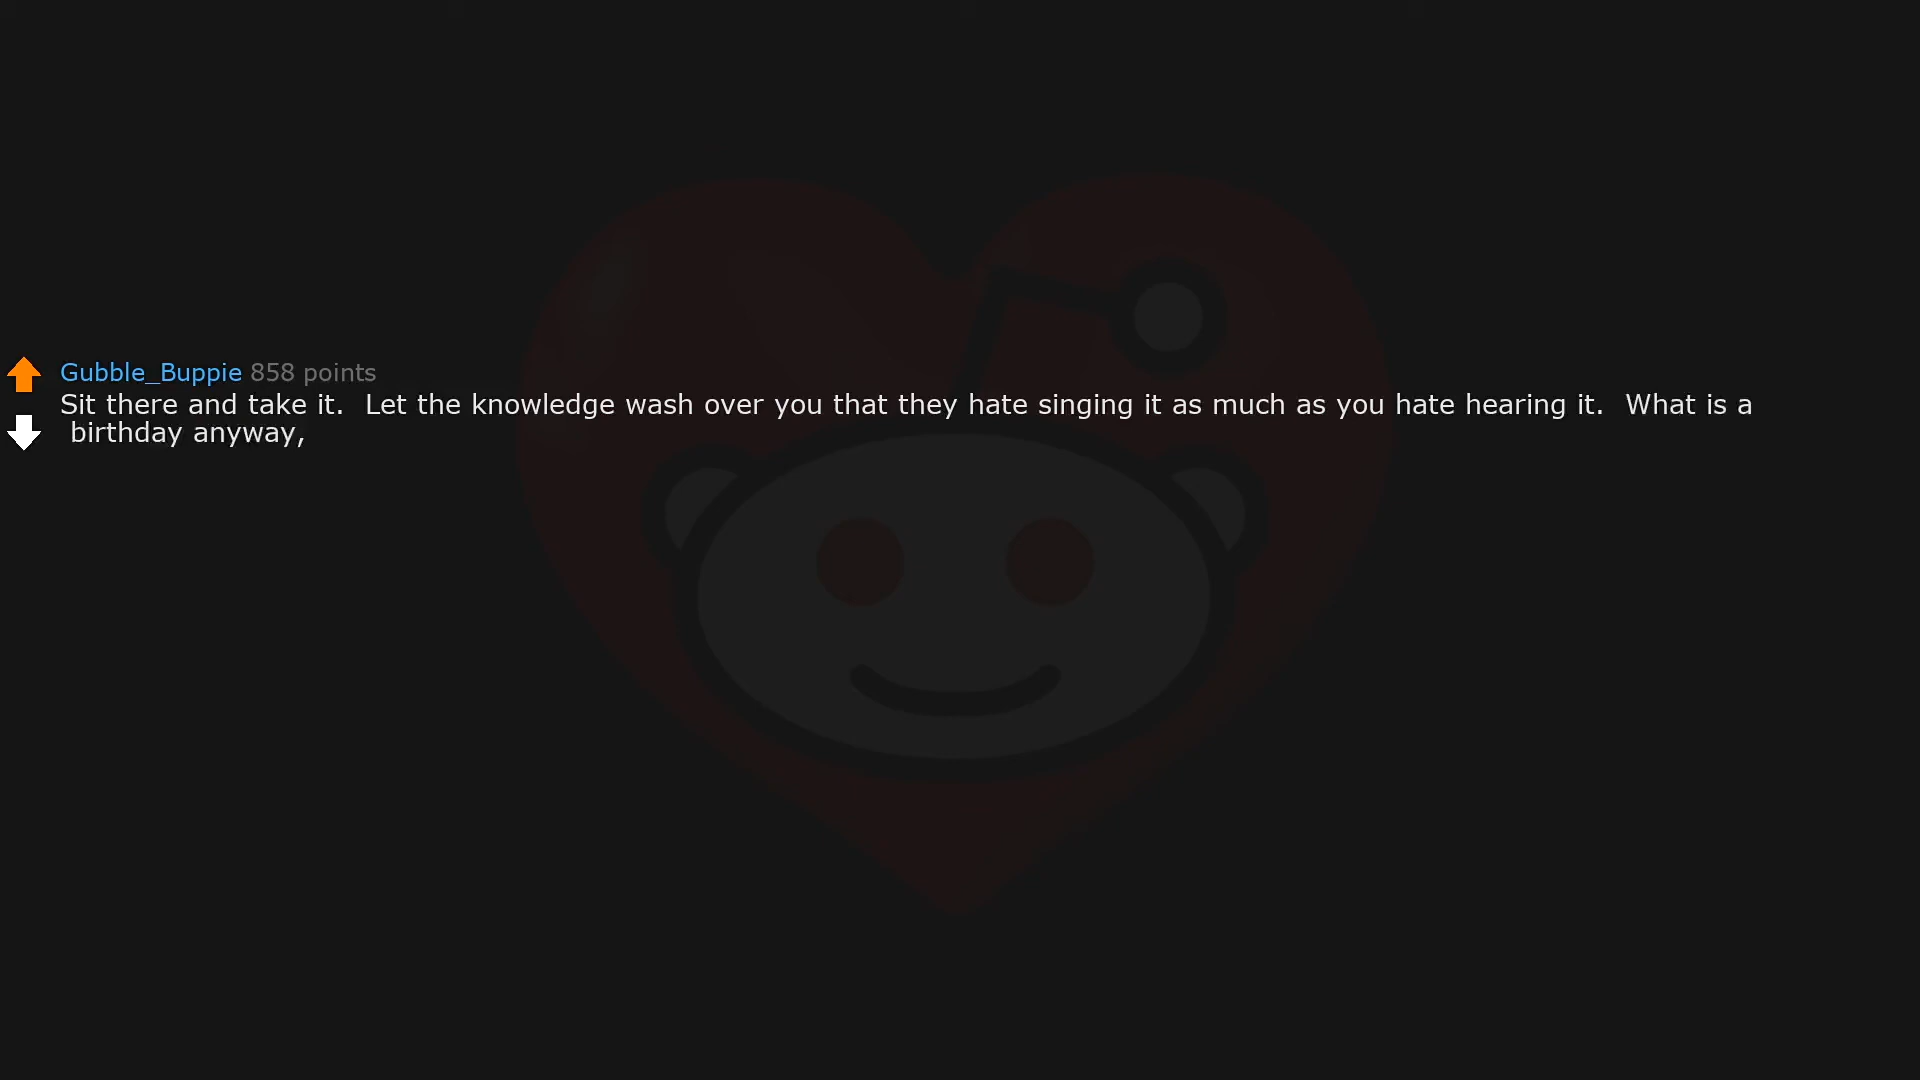 Gubble_Buppie 858 points
Sit there and take it.  Let the knowledge wash over you that they hate singing it as much as you hate hearing it.  What is a
birthday anyway,